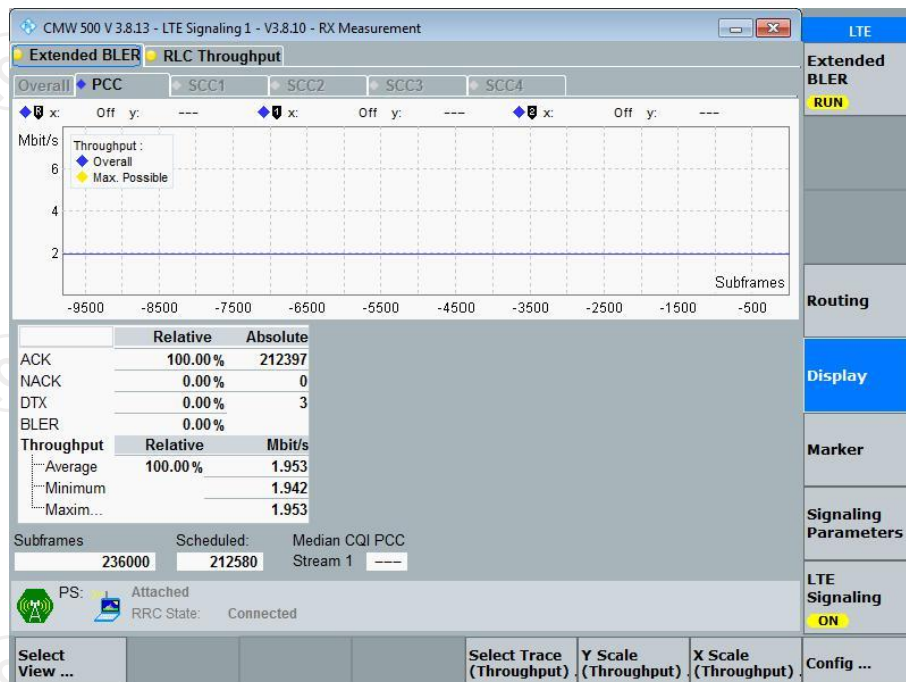 CMW 500 V 3.8.13 - LTE Signaling 1 - V3.8.10 - RX Measurement
LTE
Extended BLER RLC Throughput
Extended
BLER
RUN
Overall PCC SCC1 SCC2 SCC3 SCC4
R x: Off y: --- 1 x: Off y: --- 2 x: Off y: ---
Mbit/s
Throughput :
Overall
Max. Possible
6
4
2
Subframes
-9500 -8500 -7500 -6500 -5500 -4500 -3500 -2500 -1500 -500
Routing
Relative Absolute
ACK 100.00 % 212397
NACK 0.00 % 0
DTX 0.00 % 3
BLER 0.00 %
Display
Throughput Relative Mbit/s
Average 100.00 % 1.953
Minimum 1.942
Maxim... 1.953
Marker
Signaling
Parameters
Subframes Scheduled: Median CQI PCC
236000 212580 Stream 1 ---
PS: Attached
RRC State: Connected
LTE
Signaling
ON
Select
View ...
Select Trace
(Throughput) .
Y Scale
(Throughput) .
X Scale
(Throughput) .
Config ...